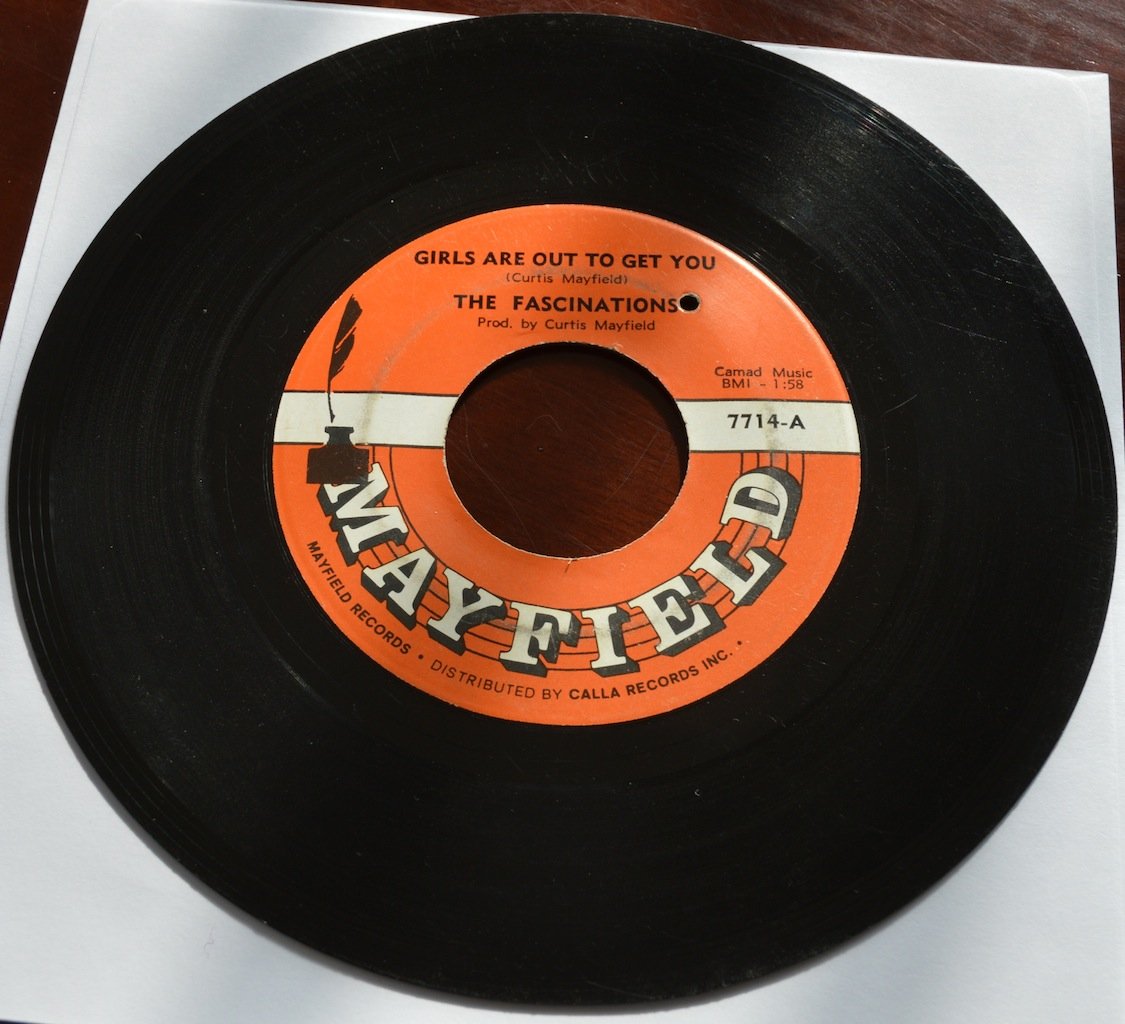 GIRLS ARE OUT TO GET YOU
(Curtis Mayfield)
THE FASCINATIONS
Prod. by Curtis Mayfield
Camad Music
BMI - 1:58
7714-A
MAYFIELD
MAYFIELD RECORDS • DISTRIBUTED BY CALLA RECORDS INC. •